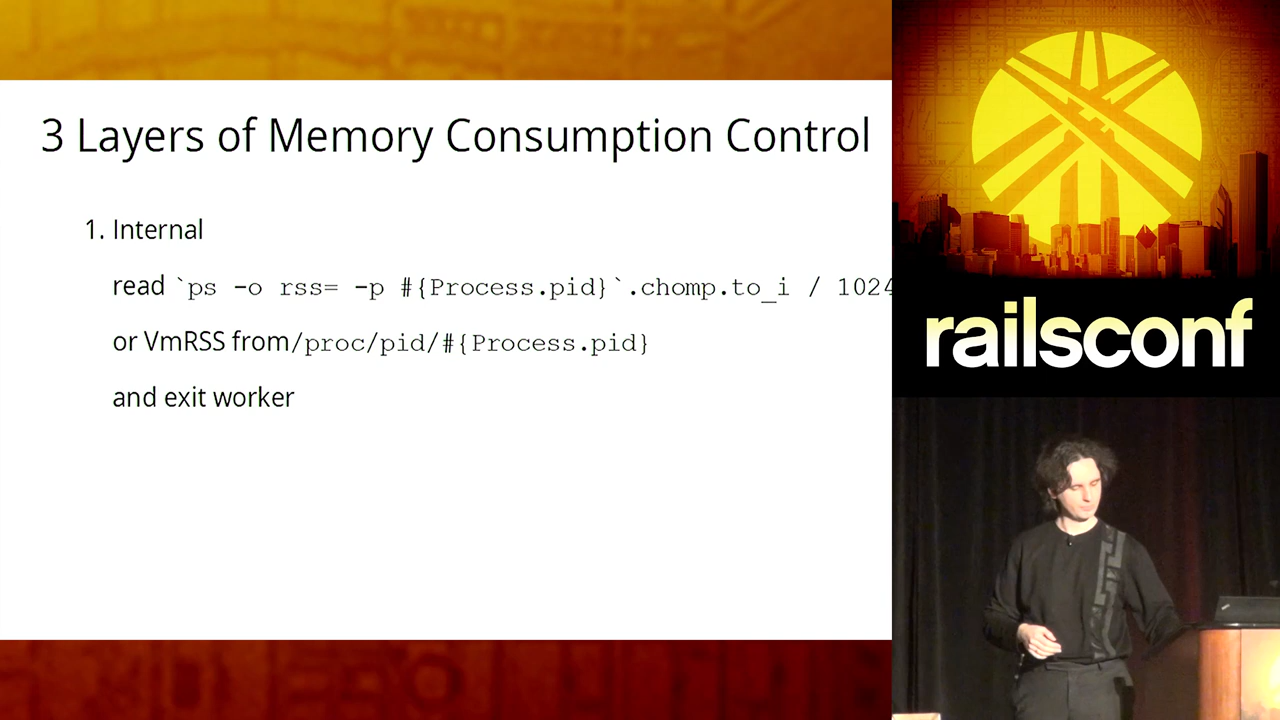 3 Layers of Memory Consumption Control
1. Internal
read `ps -o rss= -p #{Process.pid}`.chomp.to_i / 1024
or VmRSS from/proc/pid/#{Process.pid}
and exit worker
railsconf